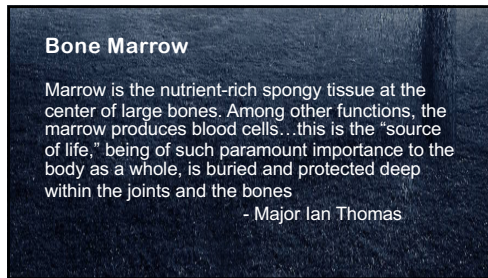 Bone Marrow
Marrow is the nutrient-rich spongy tissue at the
center of large bones. Among other functions, the
marrow produces blood cells…this is the “source
of life,” being of such paramount importance to the
body as a whole, is buried and protected deep
within the joints and the bones
- Major Ian Thomas